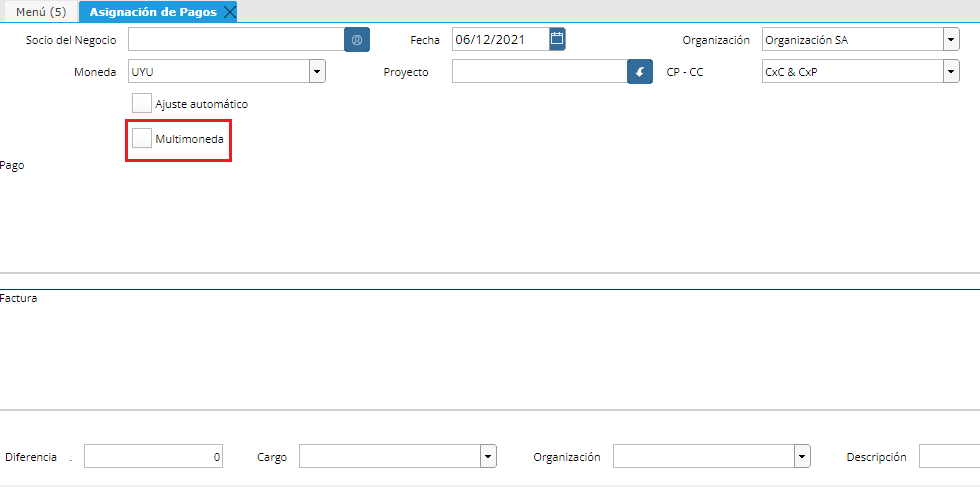 Menú (5) Asignación de Pagos
Socio del Negocio Fecha 06/12/2021 Organización Organización SA
Moneda UYU Proyecto CP - CC CxC & CxP
Ajuste automático
Multimoneda
Pago
Factura
Diferencia . 0 Cargo Organización Descripción